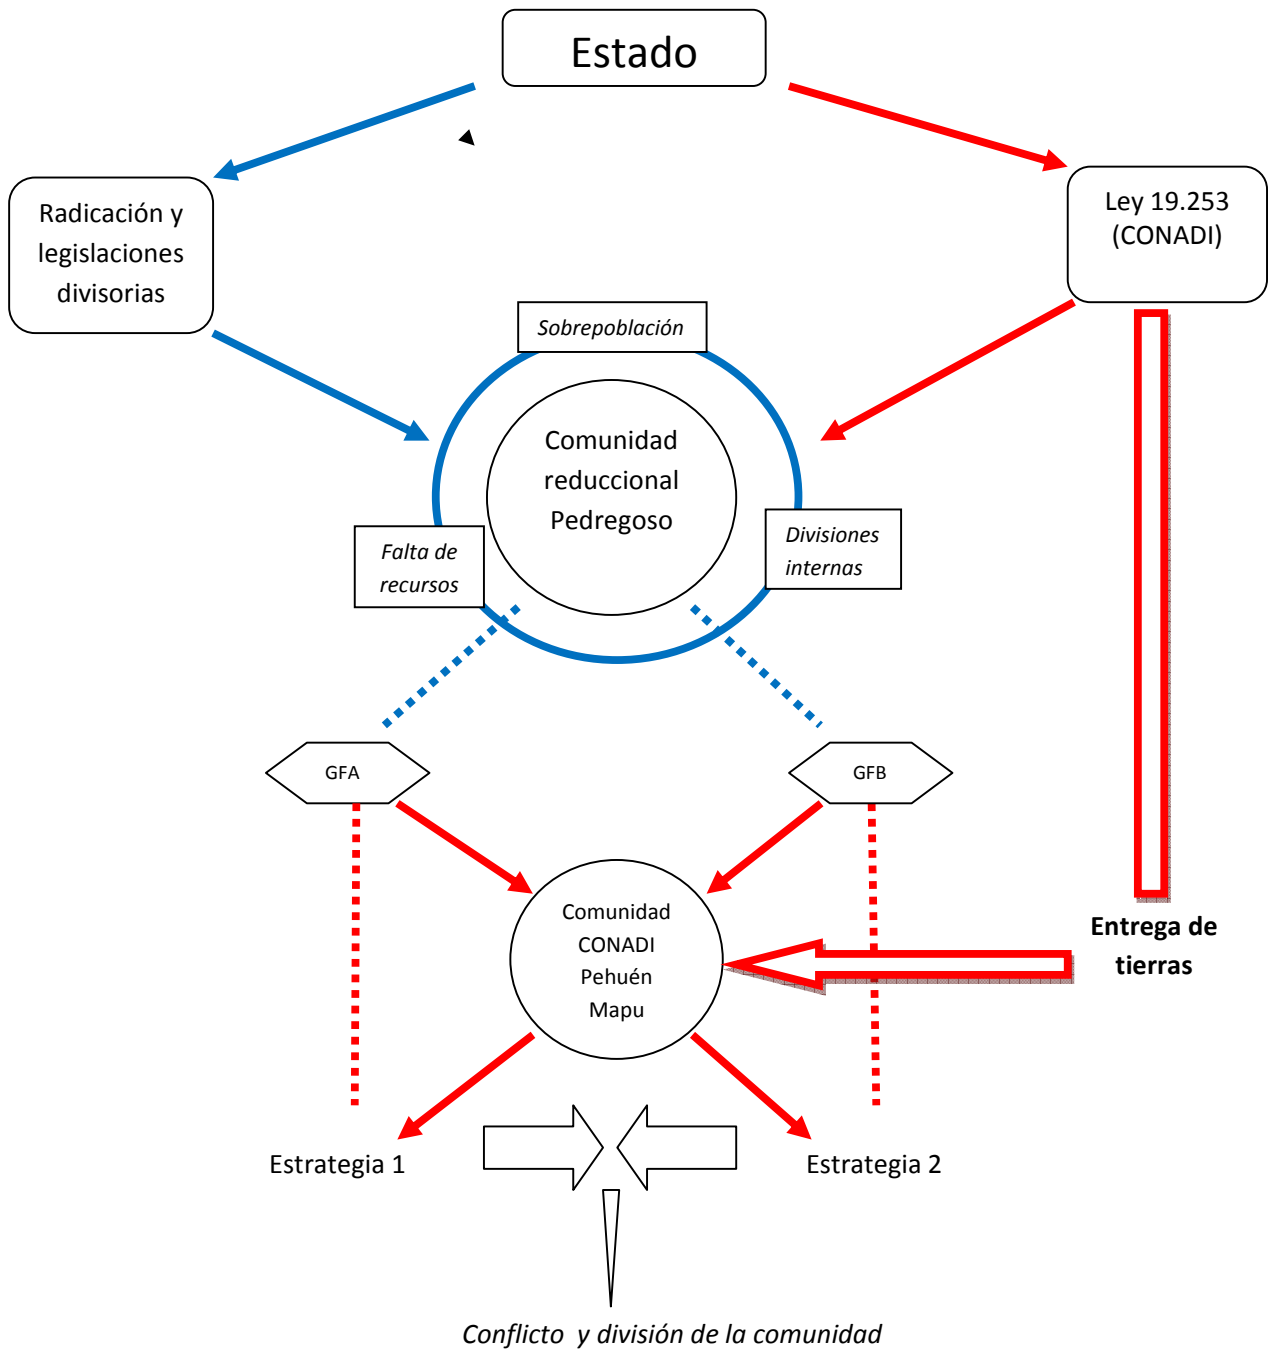 Estado
Radicación y
legislaciones
divisorias
Ley 19.253
(CONADI)
Sobrepoblación
Comunidad
reduccional
Pedregoso
Falta de
recursos
Divisiones
internas
GFA
GFB
Comunidad
CONADI
Pehuén
Mapu
Entrega de
tierras
Estrategia 1
Estrategia 2
Conflicto y división de la comunidad